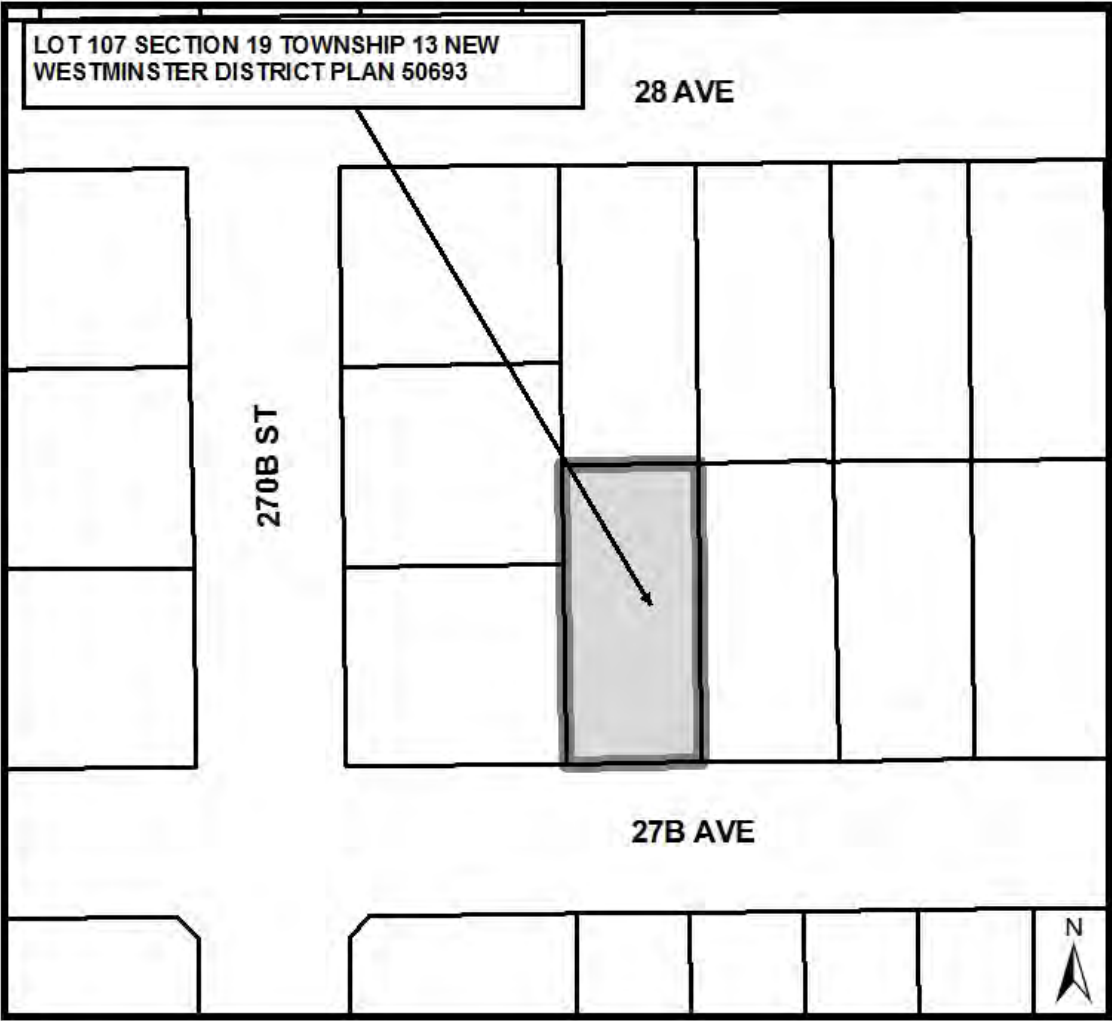 LOT 107 SECTION 19 TOWNSHIP 13 NEW
WESTMINSTER DISTRICT PLAN 50693
28 AVE
270B ST
27B AVE
N